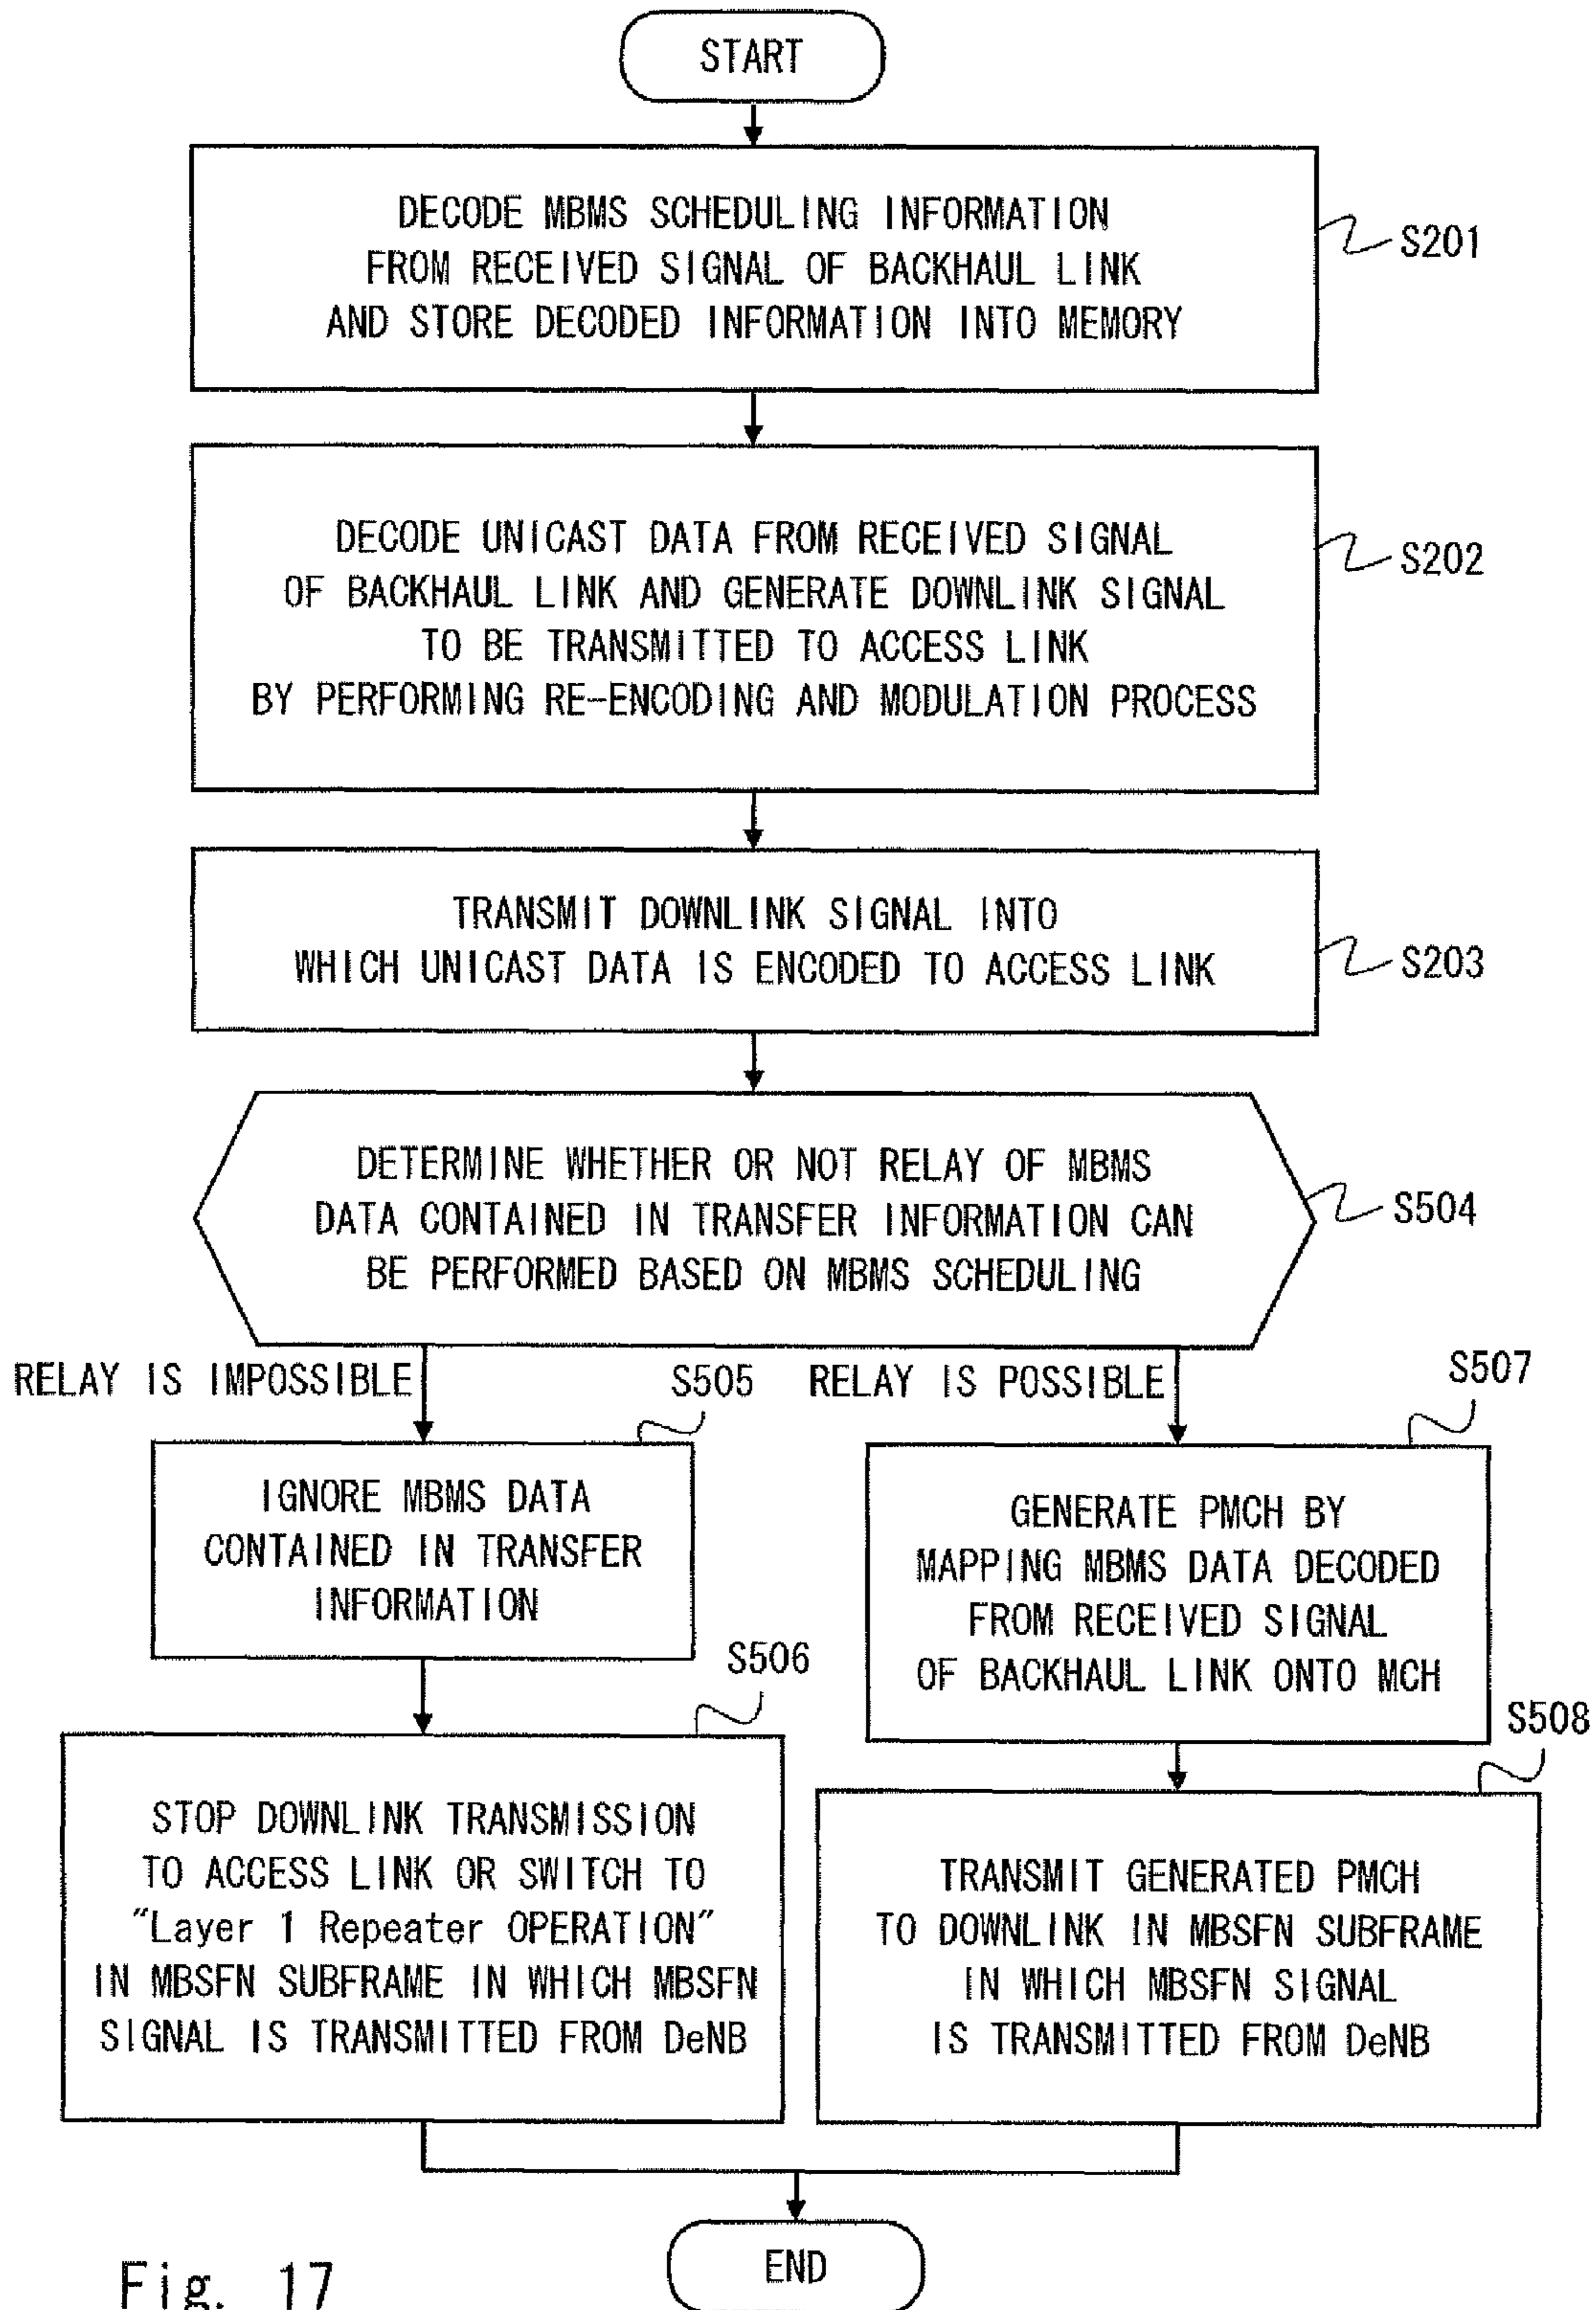 START
DECODE MBMS SCHEDULING INFORMATION
FROM RECEIVED SIGNAL OF BACKHAUL LINK
AND STORE DECODED INFORMATION INTO MEMORY
S201
DECODE UNICAST DATA FROM RECEIVED SIGNAL
OF BACKHAUL LINK AND GENERATE DOWNLINK SIGNAL
TO BE TRANSMITTED TO ACCESS LINK
BY PERFORMING RE-ENCODING AND MODULATION PROCESS
S202
TRANSMIT DOWNLINK SIGNAL INTO
WHICH UNICAST DATA IS ENCODED TO ACCESS LINK
S203
DETERMINE WHETHER OR NOT RELAY OF MBMS
DATA CONTAINED IN TRANSFER INFORMATION CAN
BE PERFORMED BASED ON MBMS SCHEDULING
S504
RELAY IS IMPOSSIBLE
S505
IGNORE MBMS DATA
CONTAINED IN TRANSFER
INFORMATION
S506
STOP DOWNLINK TRANSMISSION
TO ACCESS LINK OR SWITCH TO
"Layer 1 Repeater OPERATION"
IN MBSFN SUBFRAME IN WHICH MBSFN
SIGNAL IS TRANSMITTED FROM DeNB
RELAY IS POSSIBLE
S507
GENERATE PMCH BY
MAPPING MBMS DATA DECODED
FROM RECEIVED SIGNAL
OF BACKHAUL LINK ONTO MCH
S508
TRANSMIT GENERATED PMCH
TO DOWNLINK IN MBSFN SUBFRAME
IN WHICH MBSFN SIGNAL
IS TRANSMITTED FROM DeNB
END
Fig. 17